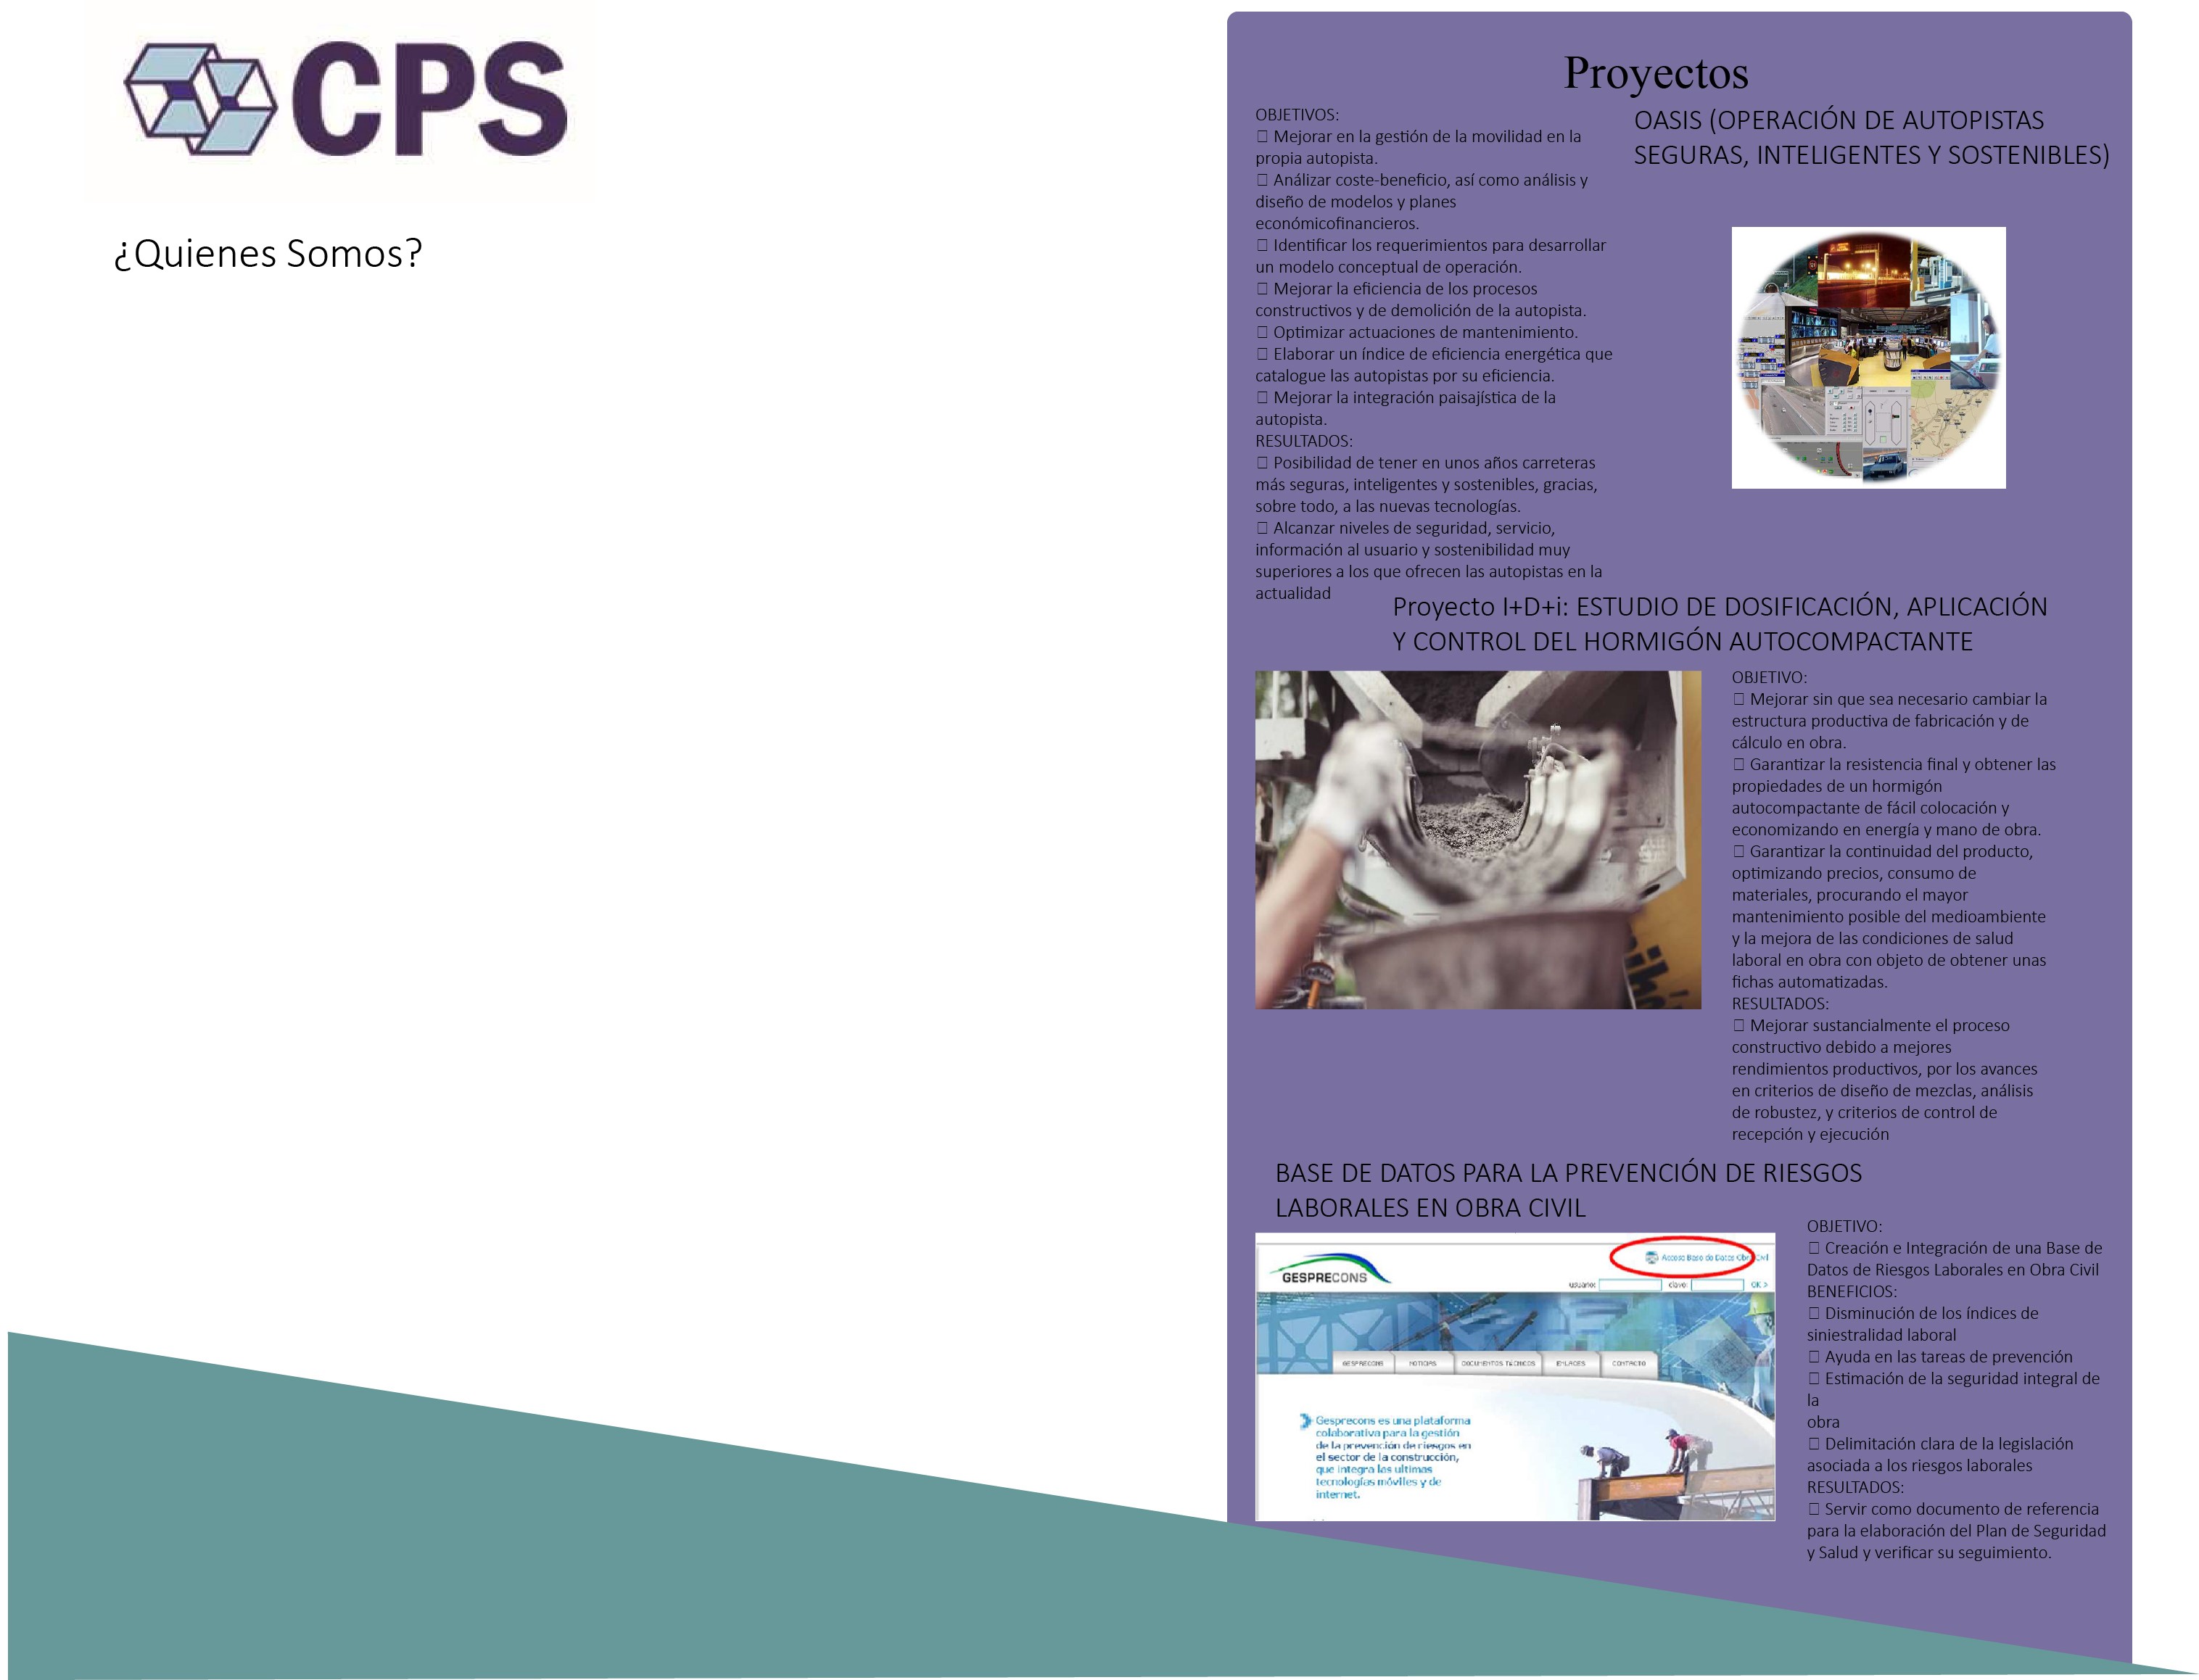 CPS
¿Quienes Somos?
Proyectos
OASIS (OPERACIÓN DE AUTOPISTAS
SEGURAS, INTELIGENTES Y SOSTENIBLES)
OBJETIVOS:
 Mejorar en la gestión de la movilidad en la
propia autopista.
 Análizar coste-beneficio, así como análisis y
diseño de modelos y planes
económicofinancieros.
 Identificar los requerimientos para desarrollar
un modelo conceptual de operación.
 Mejorar la eficiencia de los procesos
constructivos y de demolición de la autopista.
 Optimizar actuaciones de mantenimiento.
 Elaborar un índice de eficiencia energética que
catalogue las autopistas por su eficiencia.
 Mejorar la integración paisajística de la
autopista.
RESULTADOS:
 Posibilidad de tener en unos años carreteras
más seguras, inteligentes y sostenibles, gracias,
sobre todo, a las nuevas tecnologías.
 Alcanzar niveles de seguridad, servicio,
información al usuario y sostenibilidad muy
superiores a los que ofrecen las autopistas en la
actualidad
Proyecto I+D+i: ESTUDIO DE DOSIFICACIÓN, APLICACIÓN
Y CONTROL DEL HORMIGÓN AUTOCOMPACTANTE
OBJETIVO:
 Mejorar sin que sea necesario cambiar la
estructura productiva de fabricación y de
cálculo en obra.
 Garantizar la resistencia final y obtener las
propiedades de un hormigón
autocompactante de fácil colocación y
economizando en energía y mano de obra.
 Garantizar la continuidad del producto,
optimizando precios, consumo de
materiales, procurando el mayor
mantenimiento posible del medioambiente
y la mejora de las condiciones de salud
laboral en obra con objeto de obtener unas
fichas automatizadas.
RESULTADOS:
 Mejorar sustancialmente el proceso
constructivo debido a mejores
rendimientos productivos, por los avances
en criterios de diseño de mezclas, análisis
de robustez, y criterios de control de
recepción y ejecución
BASE DE DATOS PARA LA PREVENCIÓN DE RIESGOS
LABORALES EN OBRA CIVIL
GESPRECONS
Acceso Base de Datos Obra Civil
usuario: clave: OK >
GESPRECONS NOTICIAS DOCUMENTOS TECNICOS ENLACES CONTACTO
Gesprecons es una plataforma
colaborativa para la gestión
de la prevención de riesgos en
el sector de la construcción,
que integra las ultimas
tecnologías móviles y de
internet.
OBJETIVO:
 Creación e Integración de una Base de
Datos de Riesgos Laborales en Obra Civil
BENEFICIOS:
 Disminución de los índices de
siniestralidad laboral
 Ayuda en las tareas de prevención
 Estimación de la seguridad integral de
la
obra
 Delimitación clara de la legislación
asociada a los riesgos laborales
RESULTADOS:
 Servir como documento de referencia
para la elaboración del Plan de Seguridad
y Salud y verificar su seguimiento.